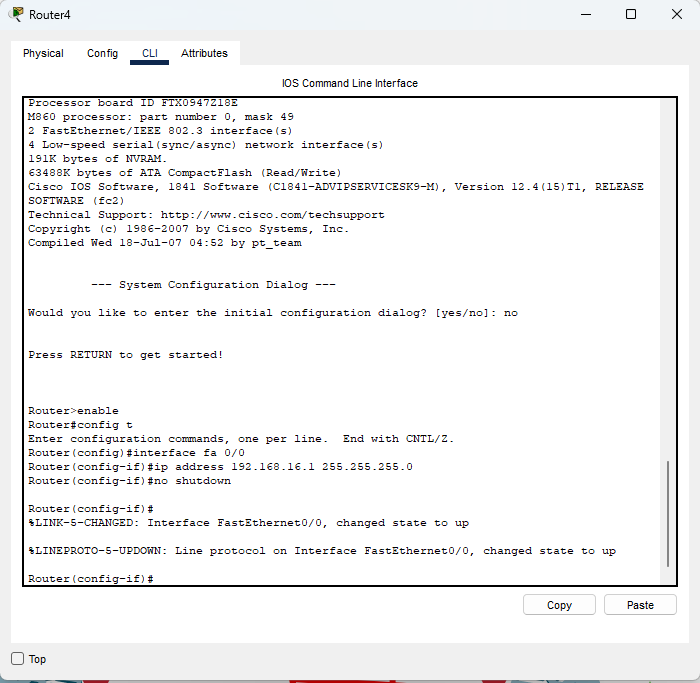 Router4
Physical Config CLI Attributes
IOS Command Line Interface
Processor board ID FTX0947Z18E
M860 processor: part number 0, mask 49
2 FastEthernet/IEEE 802.3 interface(s)
4 Low-speed serial(sync/async) network interface(s)
191K bytes of NVRAM.
63488K bytes of ATA CompactFlash (Read/Write)
Cisco IOS Software, 1841 Software (C1841-ADVIPSERVICESK9-M), Version 12.4(15)T1, RELEASE
SOFTWARE (fc2)
Technical Support: http://www.cisco.com/techsupport
Copyright (c) 1986-2007 by Cisco Systems, Inc.
Compiled Wed 18-Jul-07 04:52 by pt_team
--- System Configuration Dialog ---
Would you like to enter the initial configuration dialog? [yes/no]: no
Press RETURN to get started!
Router>enable
Router#config t
Enter configuration commands, one per line.  End with CNTL/Z.
Router(config)#interface fa 0/0
Router(config-if)#ip address 192.168.16.1 255.255.255.0
Router(config-if)#no shutdown
Router(config-if)#
%LINK-5-CHANGED: Interface FastEthernet0/0, changed state to up
%LINEPROTO-5-UPDOWN: Line protocol on Interface FastEthernet0/0, changed state to up
Router(config-if)#
Copy Paste
Top